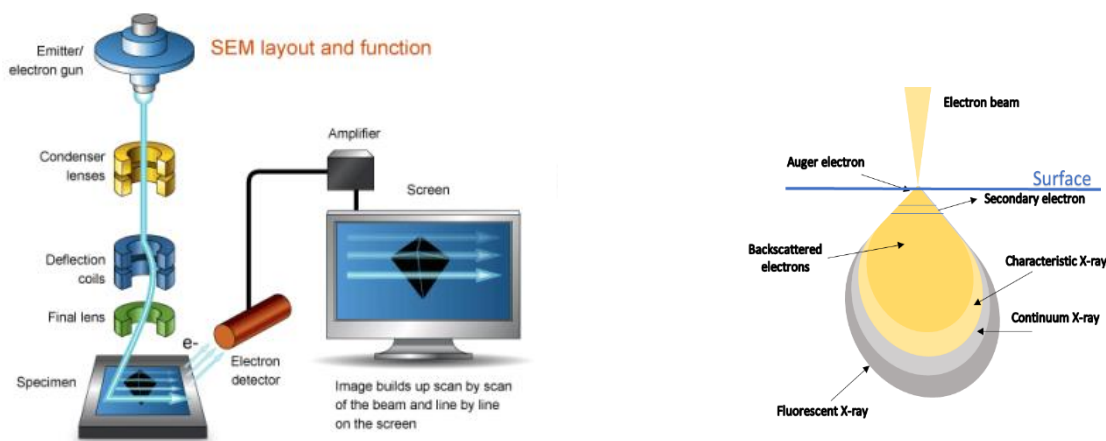 SEM layout and function
Emitter/
electron gun
Condenser
lenses
Deflection
coils
Final lens
Specimen
e-
Electron
detector
Amplifier
Screen
Image builds up scan by scan
of the beam and line by line
on the screen
Electron beam
Auger electron
Surface
Secondary electron
Backscattered
electrons
Characteristic X-ray
Continuum X-ray
Fluorescent X-ray